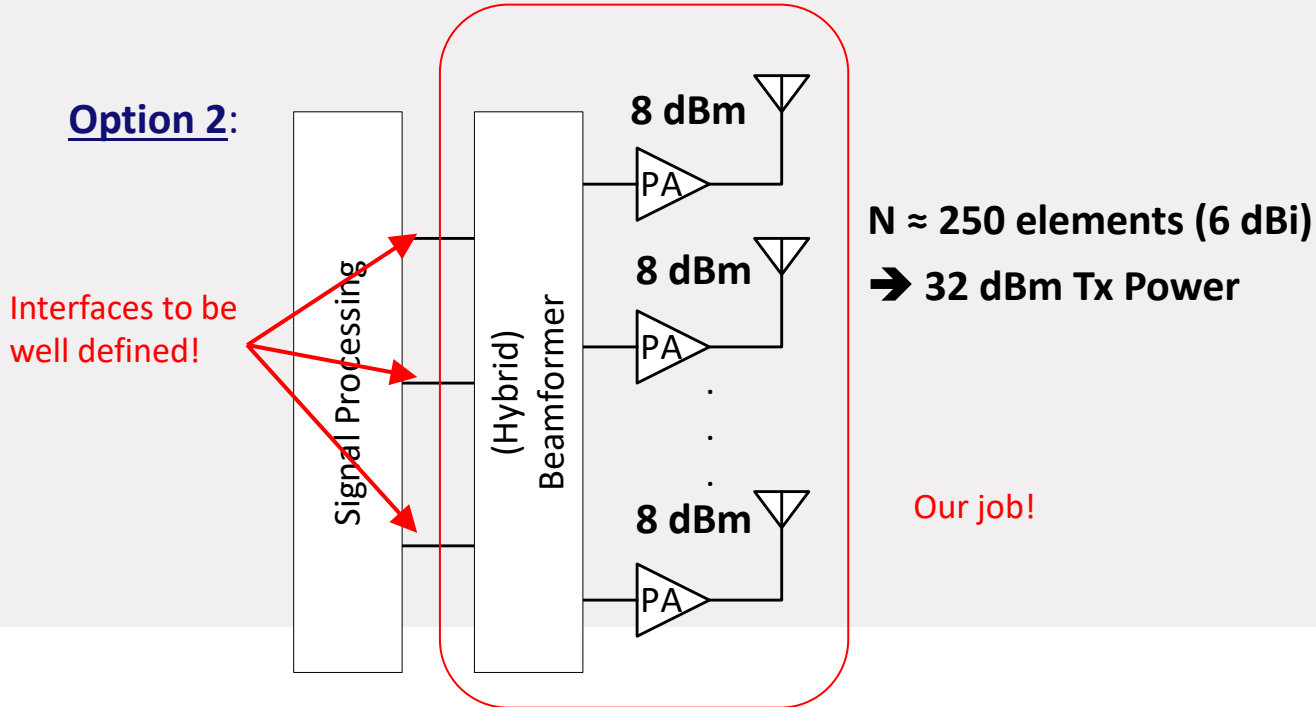 Option 2:
8 dBm
PA
N ≈ 250 elements (6 dBi)
➔ 32 dBm Tx Power
8 dBm
PA
Interfaces to be
well defined!
Signal Processing
(Hybrid)
Beamformer
.
.
.
8 dBm
PA
Our job!